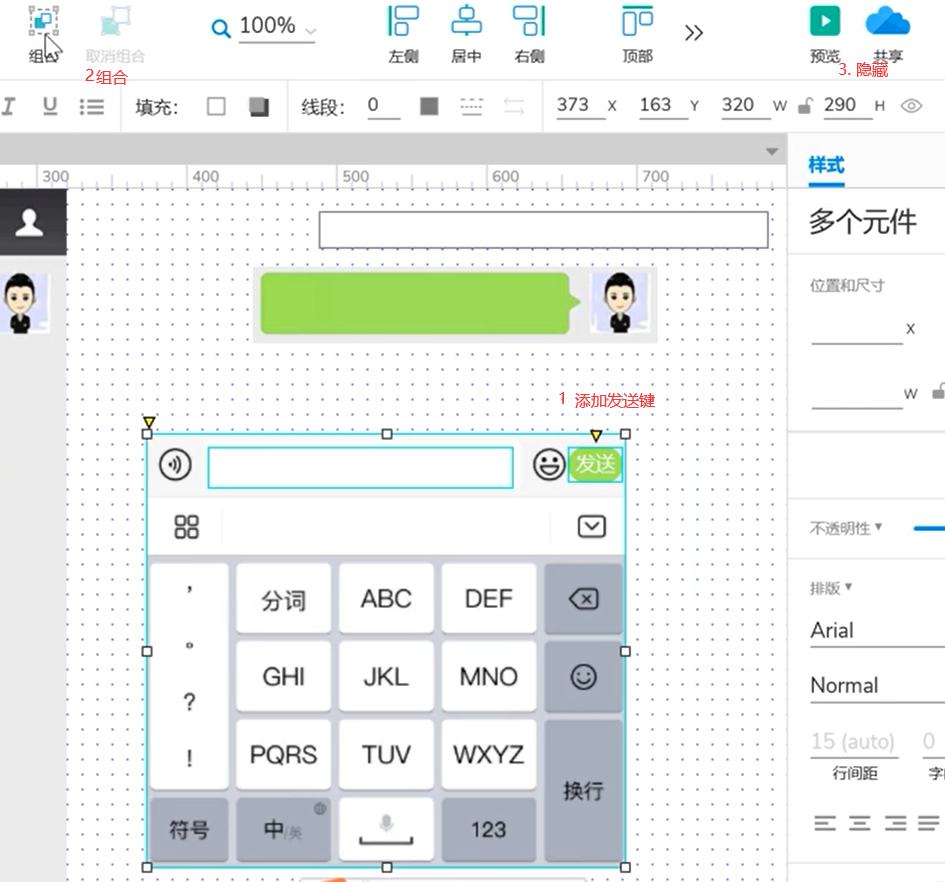 组合 取消组合 100% 左侧 居中 右侧 顶部 预览 共享
2组合
3. 隐藏
I U 填充： 线段： 0 373 X 163 Y 320 W 290 H
300 400 500 600 700
样式
多个元件
位置和尺寸
X
W
1 添加发送键
发送
不透明性
排版
Arial
Normal
15 (auto) 0
行间距
，
。
?
!
分词 ABC DEF
GHI JKL MNO
PQRS TUV WXYZ
换行
符号 中/英 123